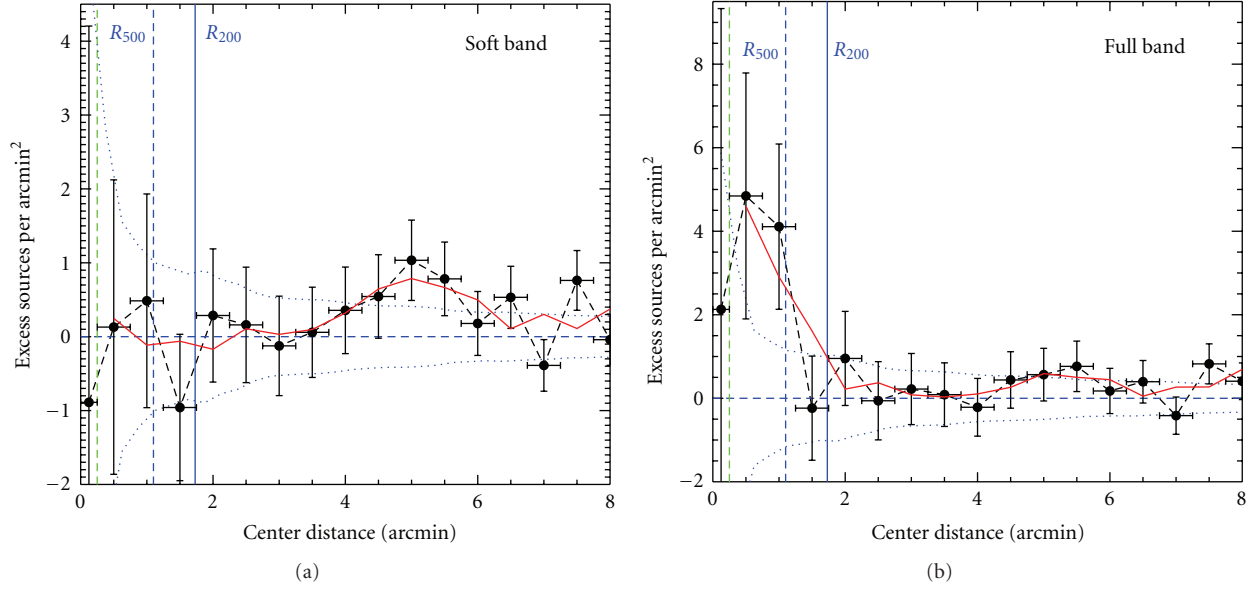 R500
R200
Soft band
4
3
2
1
0
−1
−2
0
2
4
6
8
Excess sources per arcmin2
Center distance (arcmin)
(a)
R500
R200
Full band
8
6
4
2
0
−2
0
2
4
6
8
Excess sources per arcmin2
Center distance (arcmin)
(b)